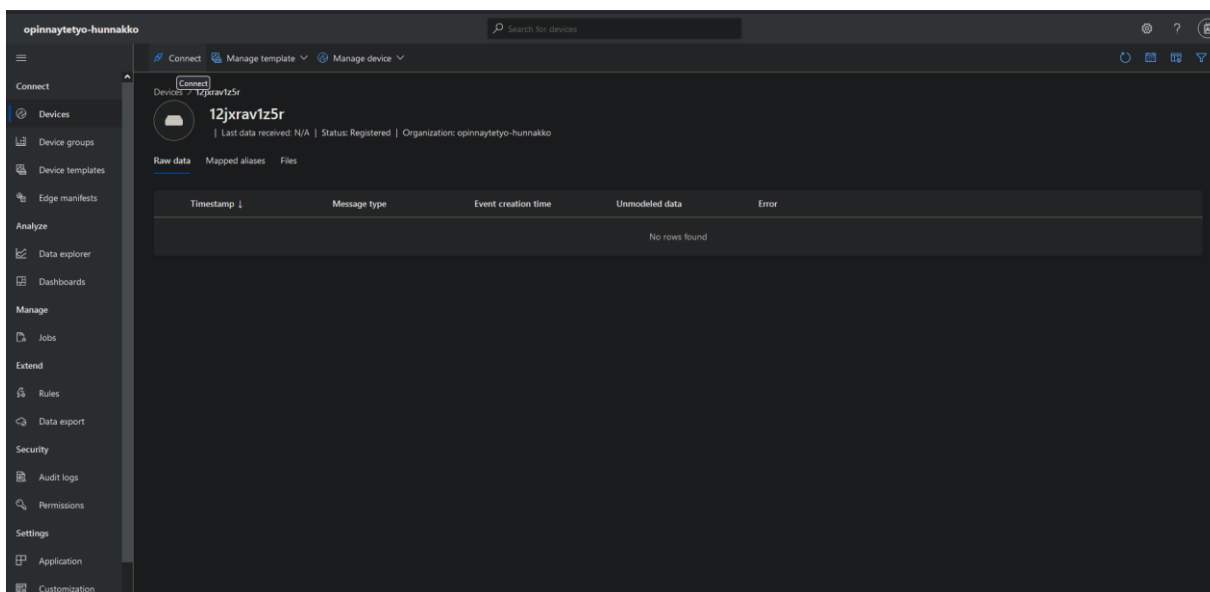 opinnaytetyo-hunnakko
Search for devices
?
Connect Manage template Manage device
Connect
Connect
Devices > 12jxrav1z5r
12jxrav1z5r
| Last data received: N/A | Status: Registered | Organization: opinnaytetyo-hunnakko
Raw data Mapped aliases Files
Timestamp ↓ Message type Event creation time Unmodeled data Error
No rows found
Devices
Device groups
Device templates
Edge manifests
Analyze
Data explorer
Dashboards
Manage
Jobs
Extend
Rules
Data export
Security
Audit logs
Permissions
Settings
Application
Customization